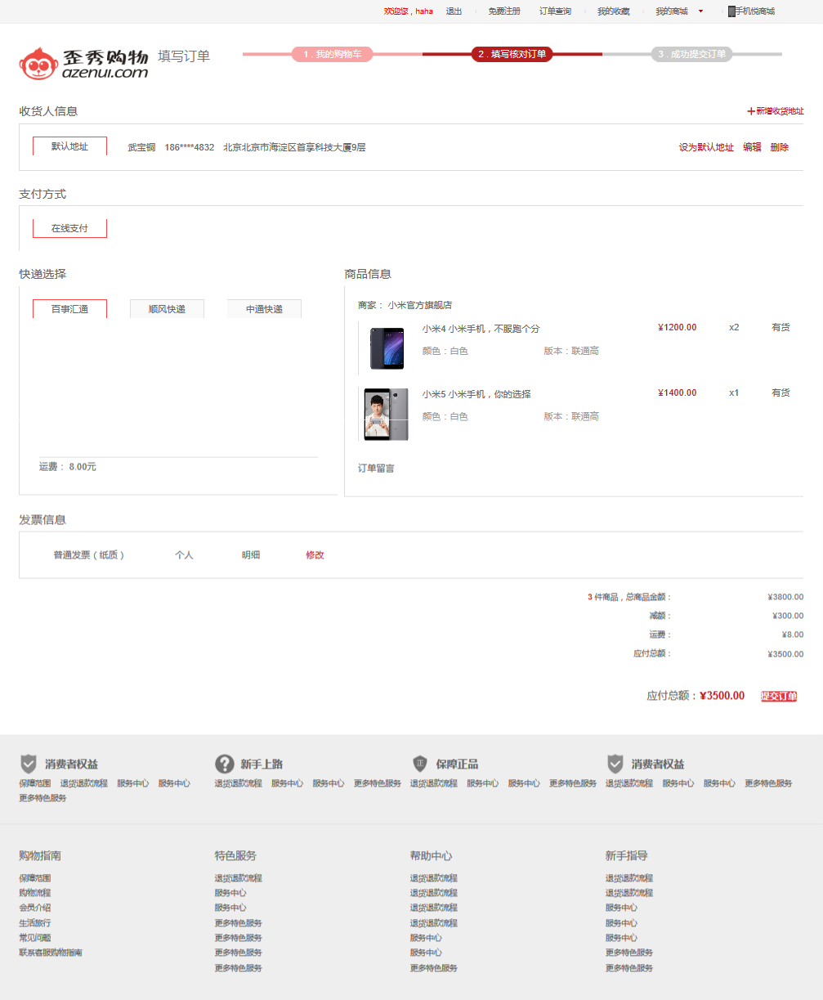 欢迎您，haha 退出 免费注册 订单查询 我的收藏 我的商城 手机悦商城
歪秀购物
azenui.com
填写订单
1 . 我的购物车 2 . 填写核对订单 3 . 成功提交订单
收货人信息 新增收货地址
默认地址 武宝铜 186****4832 北京北京市海淀区首享科技大厦9层 设为默认地址 编辑 删除
支付方式
在线支付
快递选择
百事汇通 顺风快递 中通快递
运费： 8.00元
商品信息
商家： 小米官方旗舰店
小米4 小米手机，不服跑个分 ¥1200.00 x2 有货
颜色：白色 版本：联通高
小米5 小米手机，你的选择 ¥1400.00 x1 有货
颜色：白色 版本：联通高
订单留言
发票信息
普通发票（纸质） 个人 明细 修改
3 件商品，总商品金额： ¥3800.00
减额： ¥300.00
运费： ¥8.00
应付总额： ¥3500.00
应付总额：¥3500.00 提交订单
消费者权益
保障范围 退货退款流程 服务中心 服务中心
更多特色服务
新手上路
退货退款流程 服务中心 服务中心 更多特色服务
正 保障正品
退货退款流程 服务中心 服务中心 更多特色服务
消费者权益
退货退款流程 服务中心 服务中心 更多特色服务
购物指南
保障范围
购物流程
会员介绍
生活旅行
常见问题
联系客服购物指南
特色服务
退货退款流程
服务中心
服务中心
更多特色服务
更多特色服务
更多特色服务
更多特色服务
帮助中心
退货退款流程
退货退款流程
退货退款流程
退货退款流程
服务中心
服务中心
更多特色服务
新手指导
退货退款流程
退货退款流程
服务中心
服务中心
服务中心
更多特色服务
更多特色服务